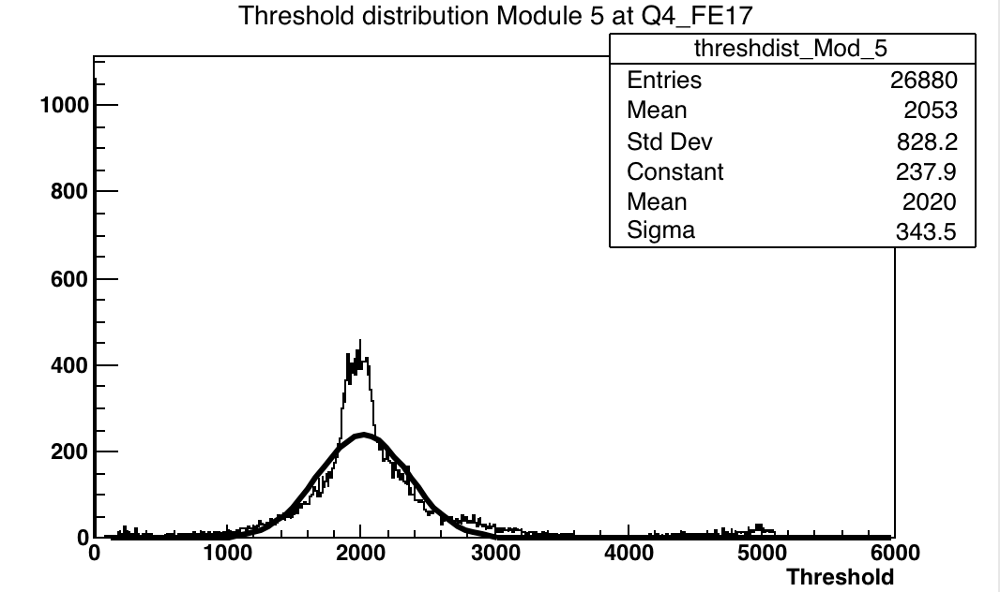 Threshold distribution Module 5 at Q4_FE17
threshdist_Mod_5
Entries 26880
Mean 2053
Std Dev 828.2
Constant 237.9
Mean 2020
Sigma 343.5
1000
800
600
400
200
0
0 1000 2000 3000 4000 5000 6000
Threshold